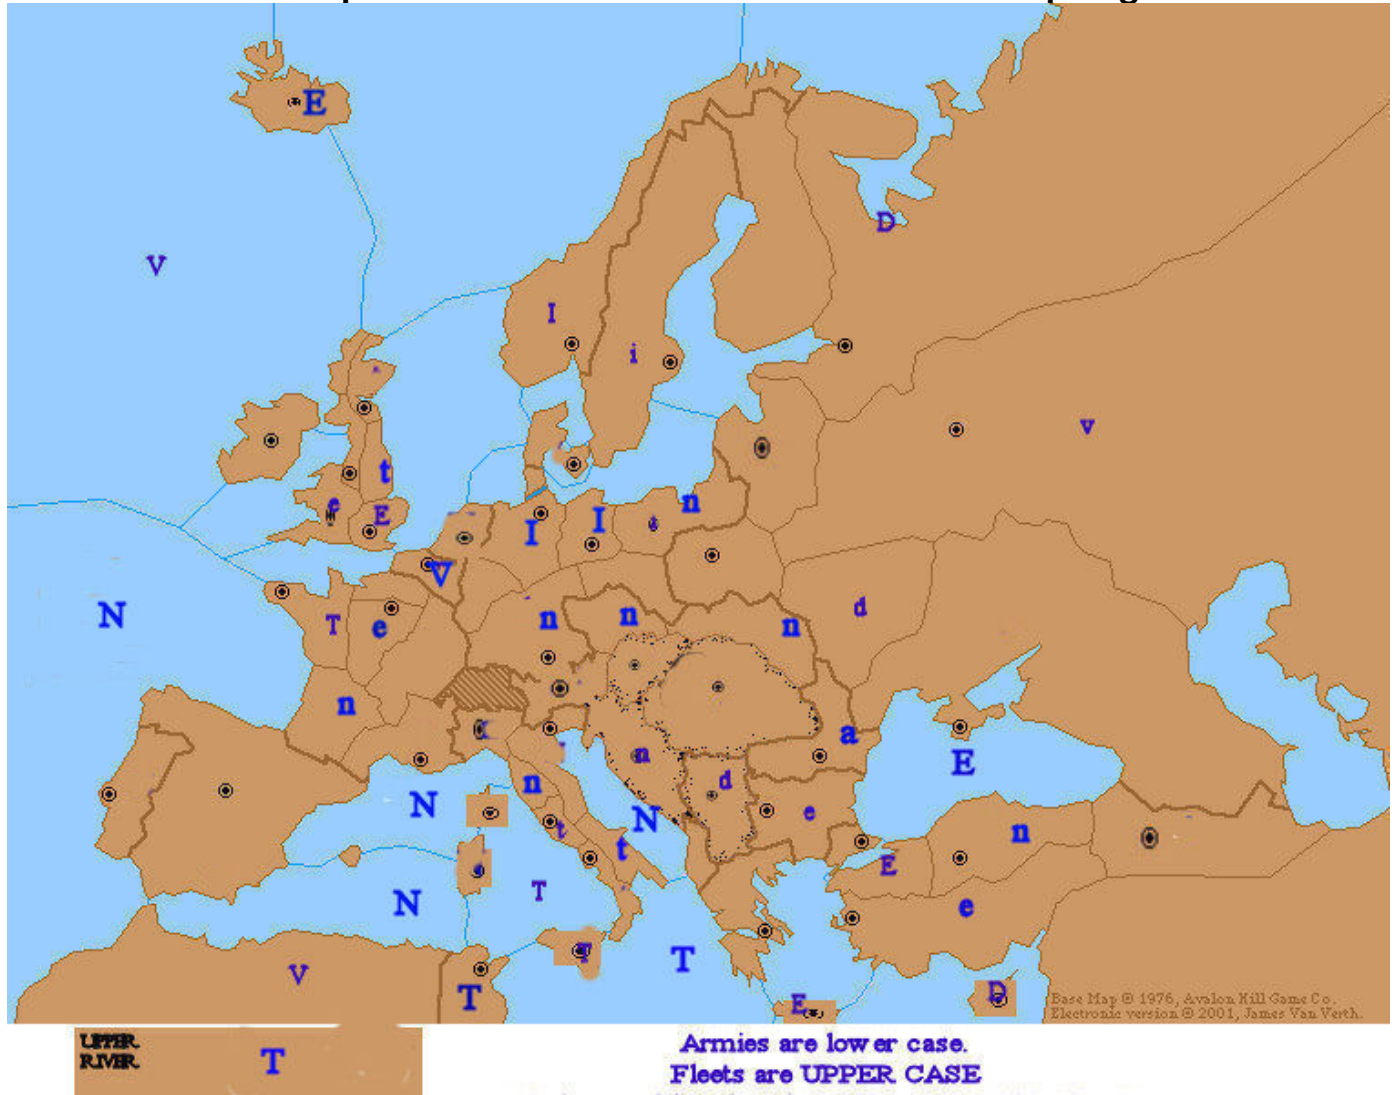 E
V
D
I
i
v
t
e
E
n
I
I
V
N
T
e
n
n
n
d
n
a
E
n
d
N
n
N
e
n
t
t
E
N
T
e
T
T
V
T
E
D
Base Map © 1976, Avalon Hill Game Co.
Electronic version © 2001, James Van Verth.
UPPER
RIVER
T
Armies are lower case.
Fleets are UPPER CASE